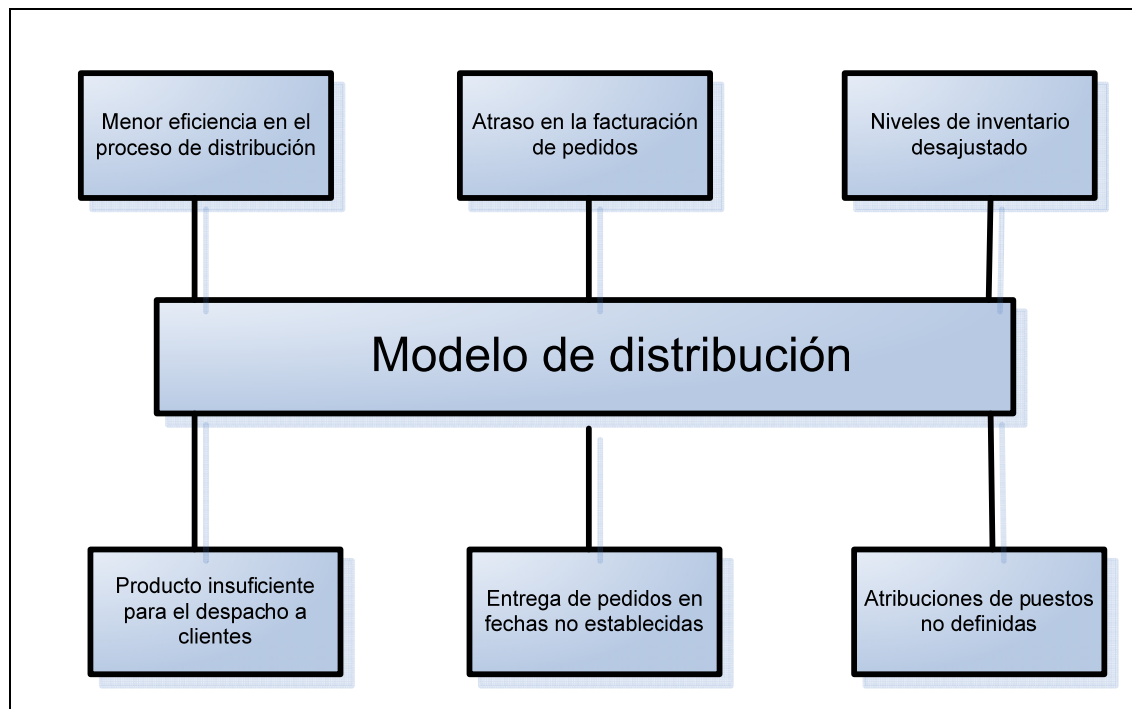 Menor eficiencia en el
proceso de distribución
Atraso en la facturación
de pedidos
Niveles de inventario
desajustado
Modelo de distribución
Producto insuficiente
para el despacho a
clientes
Entrega de pedidos en
fechas no establecidas
Atribuciones de puestos
no definidas